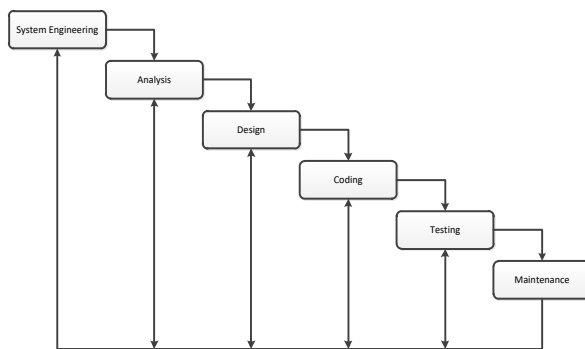 System Engineering
Analysis
Design
Coding
Testing
Maintenance